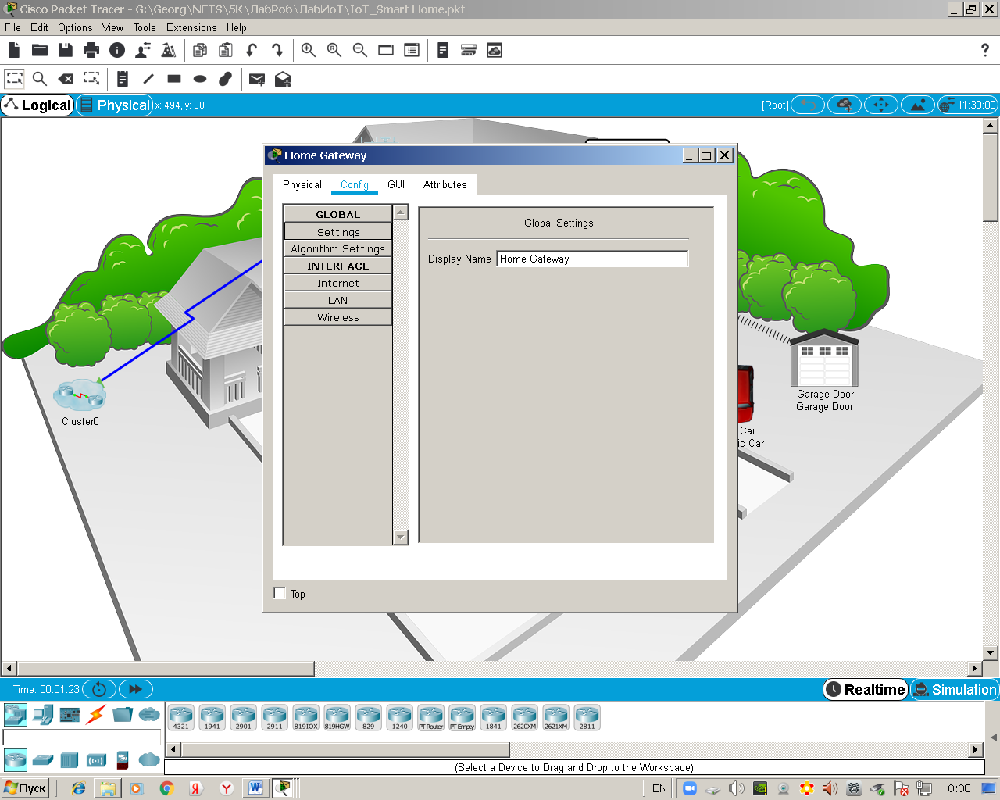 Cisco Packet Tracer - G:\Georg\NETS\5K\ЛабРоб\ЛабИоТ\IoT_Smart Home.pkt
File Edit Options View Tools Extensions Help
Logical Physical x: 494, y: 38 [Root] 11:30:00
Home Gateway
Physical Config GUI Attributes
GLOBAL
Settings
Algorithm Settings
INTERFACE
Internet
LAN
Wireless
Global Settings
Display Name Home Gateway
Top
Cluster0
Garage Door
Garage Door
Car
ic Car
Time: 00:01:23 Realtime Simulation
4321 1941 2901 2911 819IOX 819HGW 829 1240 PT-Router PT-Empty 1841 2620XM 2621XM 2811
(Select a Device to Drag and Drop to the Workspace)
Пуск EN 0:08